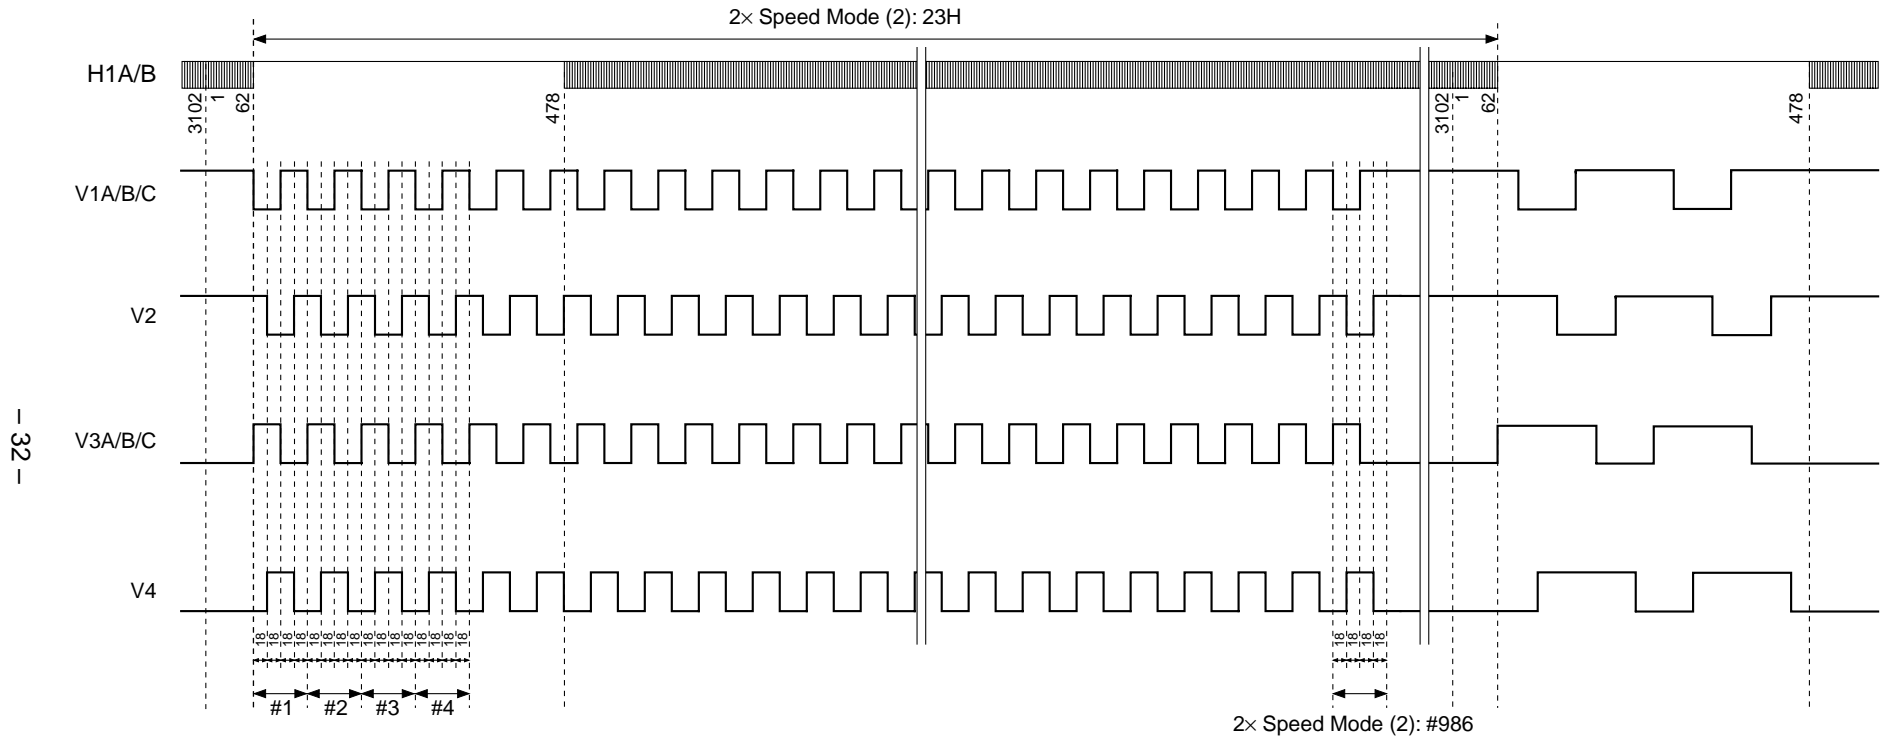 2× Speed Mode (2): 23H
H1A/B
3102 1 62 478 3102 1 62 478
V1A/B/C
V2
V3A/B/C
V4
18 18 18 18 18 18 18 18 18 18 18 18 18 18 18 18 18 18 18 18
#1 #2 #3 #4
2× Speed Mode (2): #986
– 32 –